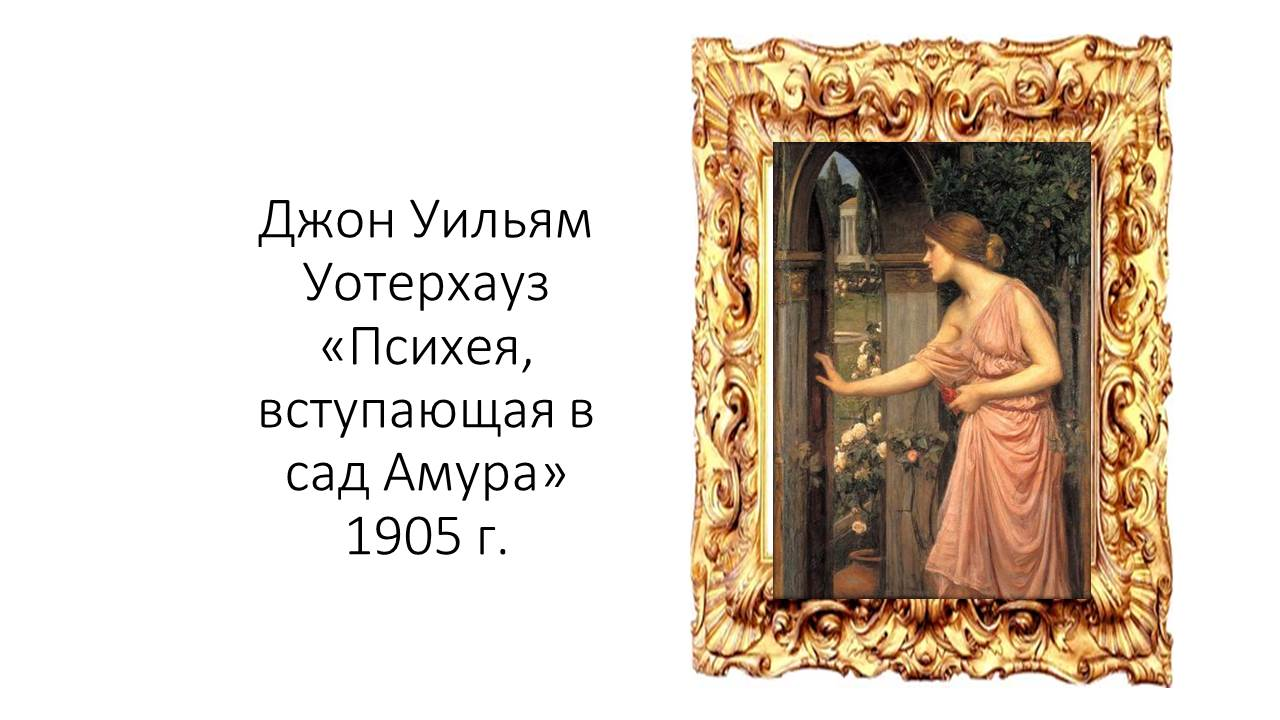 Джон Уильям
Уотерхауз
«Психея,
вступающая в
сад Амура»
1905 г.